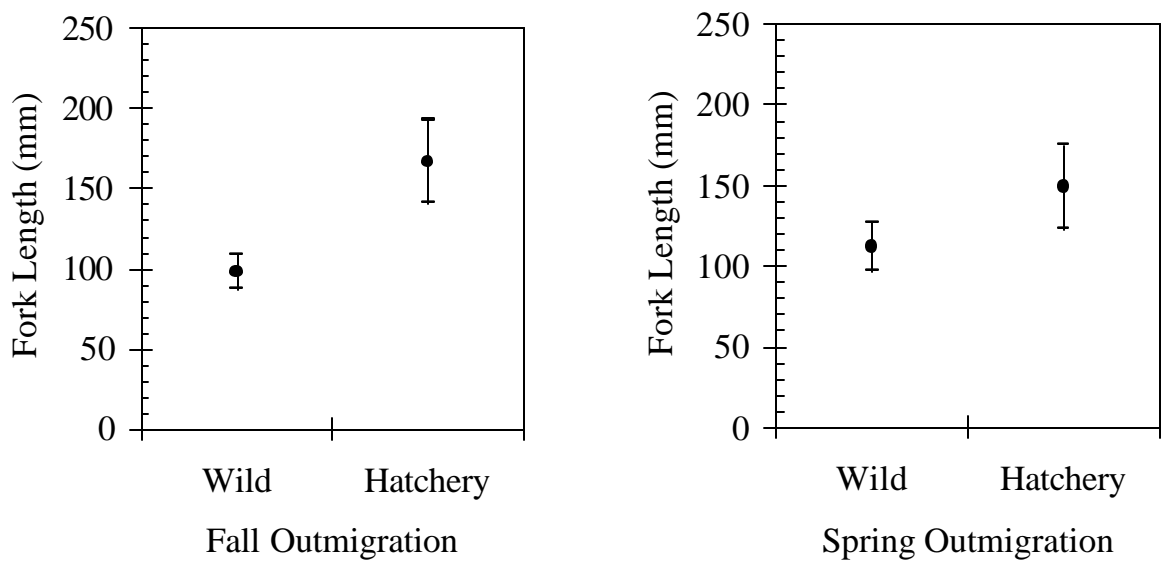 250
200
150
100
50
0
Fork Length (mm)
Wild Hatchery
Fall Outmigration
250
200
150
100
50
0
Fork Length (mm)
Wild Hatchery
Spring Outmigration